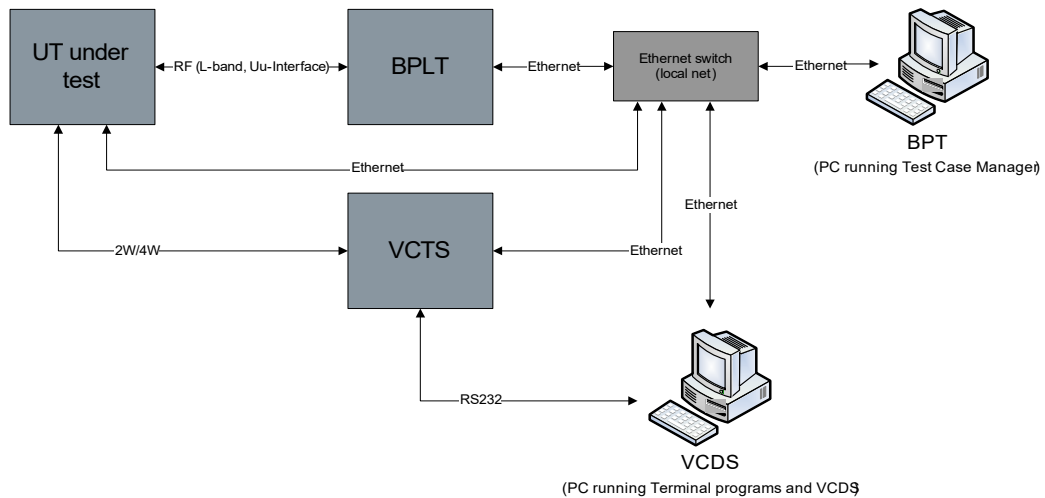 UT under
test
RF (L-band, Uu-Interface)
BPLT
Ethernet
Ethernet switch
(local net)
Ethernet
BPT
(PC running Test Case Manager)
Ethernet
Ethernet
2W/4W
VCTS
Ethernet
RS232
VCDS
(PC running Terminal programs and VCDS)